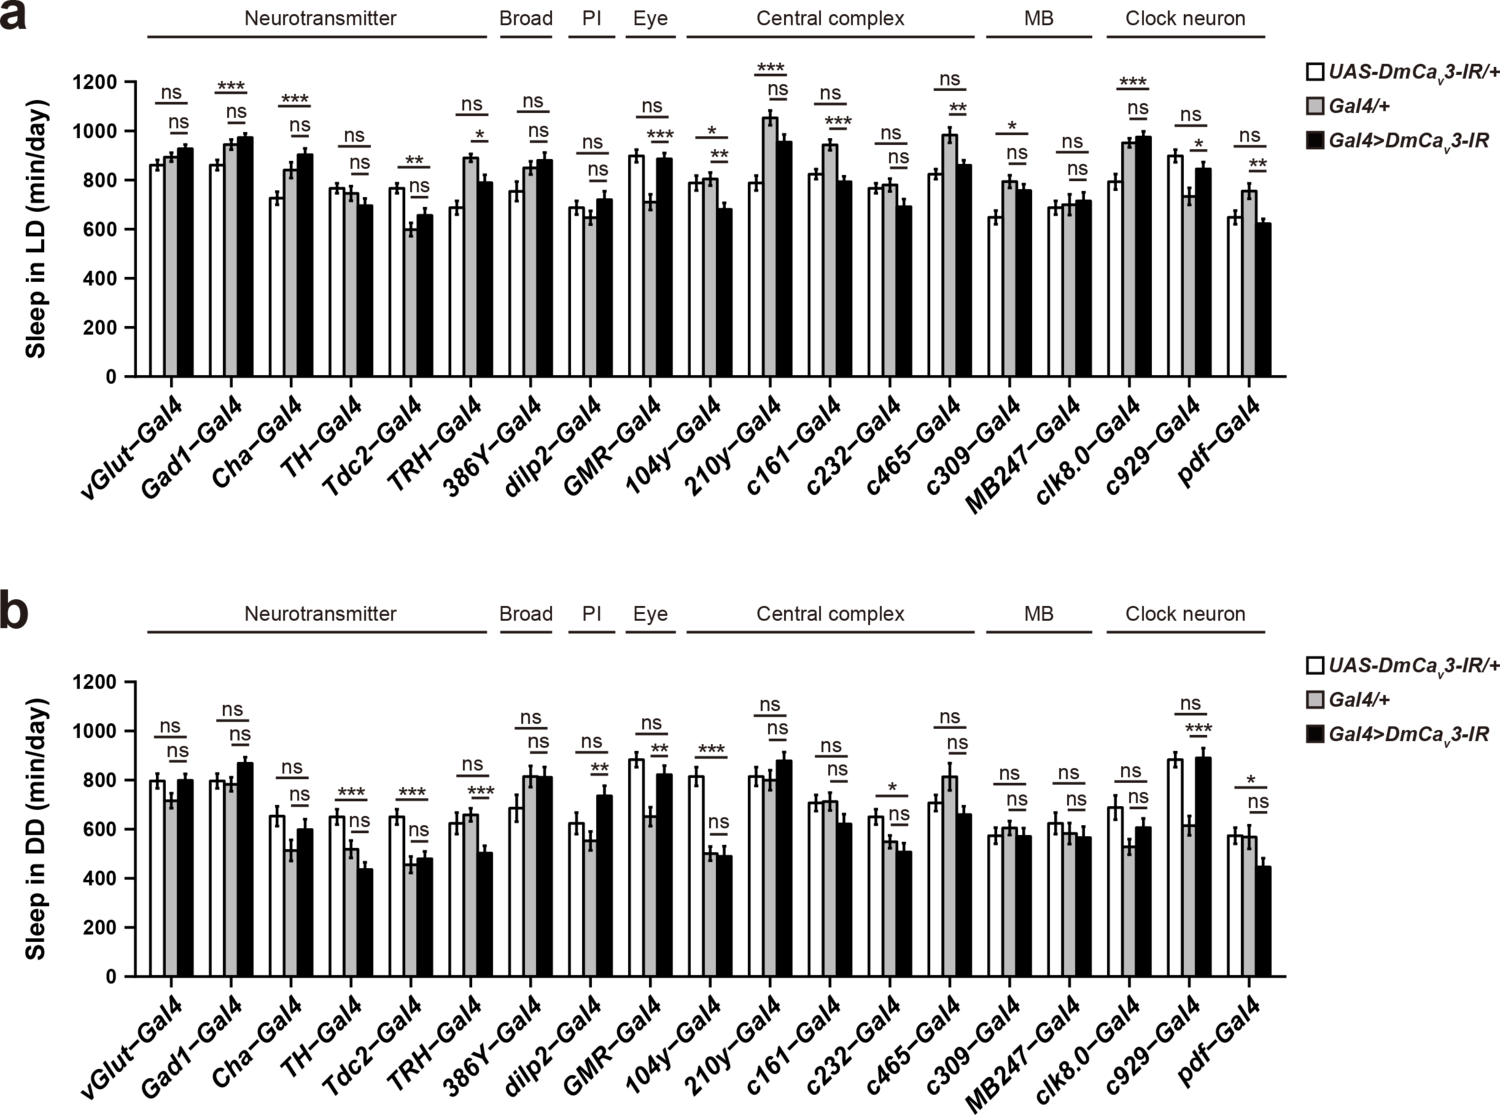 a
Neurotransmitter Broad PI Eye Central complex MB Clock neuron
Sleep in LD (min/day)
1200
1000
800
600
400
200
0
ns ns
*** ns
*** ns
ns ns
** ns
ns *
ns ns
ns ns
ns ***
* **
*** ns
ns ***
ns ns
ns **
* ns
ns ns
*** ns
ns *
ns **
UAS-DmCav3-IR/+
Gal4/+
Gal4>DmCav3-IR
vGlut–Gal4
Gad1–Gal4
Cha–Gal4
TH–Gal4
Tdc2–Gal4
TRH–Gal4
386Y–Gal4
dilp2–Gal4
GMR–Gal4
104y–Gal4
210y–Gal4
c161–Gal4
c232–Gal4
c465–Gal4
c309–Gal4
MB247–Gal4
clk8.0–Gal4
c929–Gal4
pdf–Gal4
b
Neurotransmitter Broad PI Eye Central complex MB Clock neuron
Sleep in DD (min/day)
1200
1000
800
600
400
200
0
ns ns
ns ns
ns ns
*** ns
*** ns
ns ***
ns ns
ns **
ns **
*** ns
ns ns
ns ns
* ns
ns ns
ns ns
ns ns
ns ns
ns ***
* ns
UAS-DmCav3-IR/+
Gal4/+
Gal4>DmCav3-IR
vGlut–Gal4
Gad1–Gal4
Cha–Gal4
TH–Gal4
Tdc2–Gal4
TRH–Gal4
386Y–Gal4
dilp2–Gal4
GMR–Gal4
104y–Gal4
210y–Gal4
c161–Gal4
c232–Gal4
c465–Gal4
c309–Gal4
MB247–Gal4
clk8.0–Gal4
c929–Gal4
pdf–Gal4